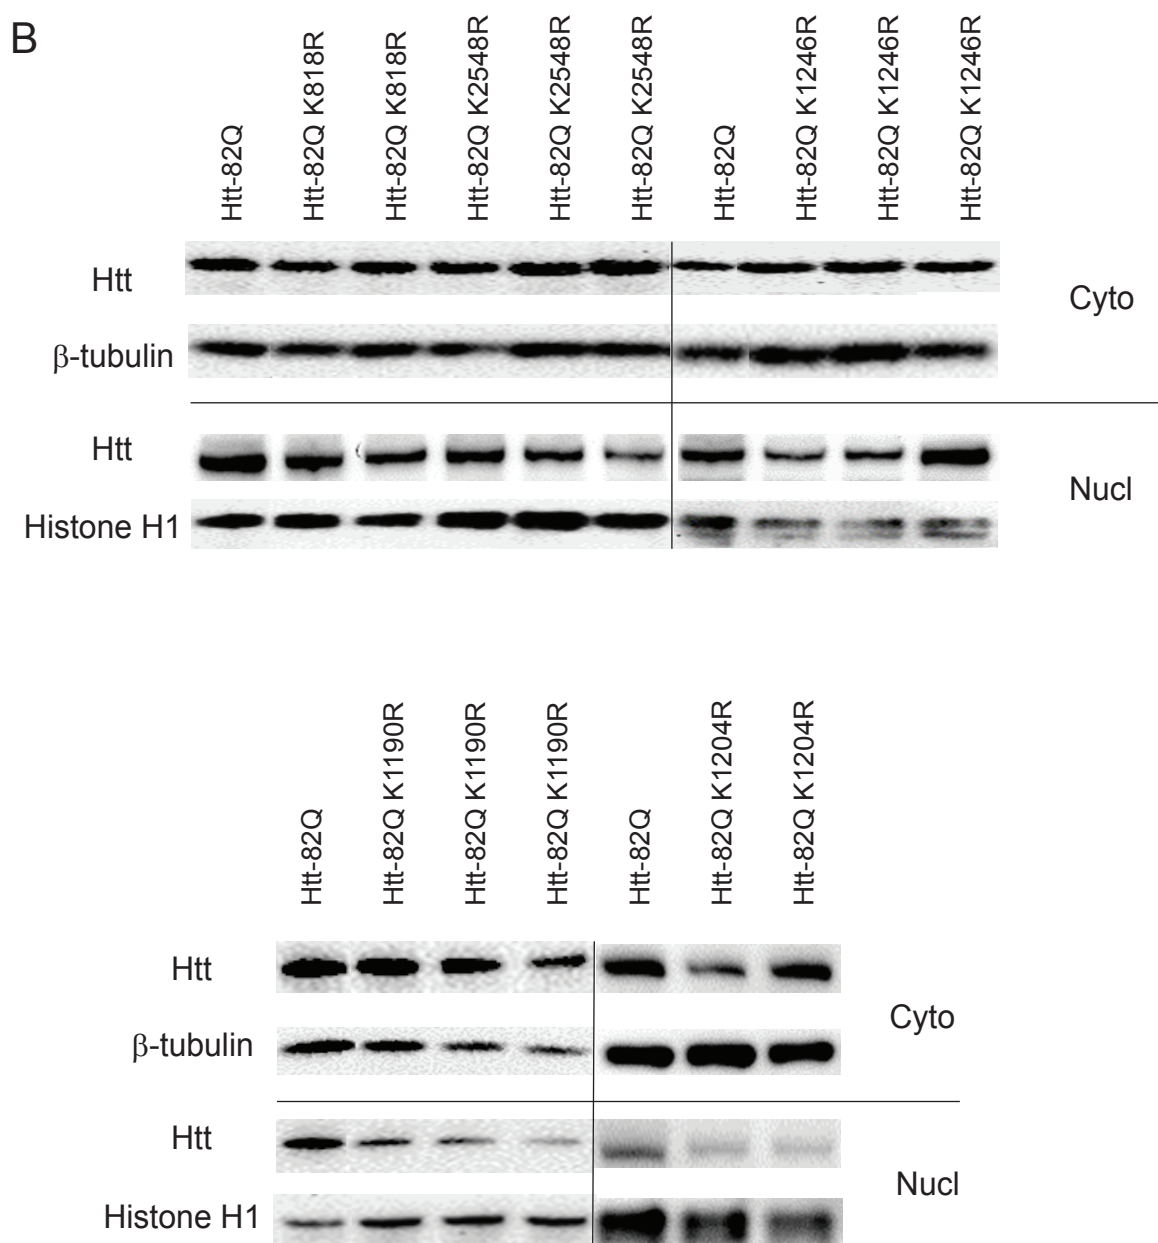 B
Htt-82Q
Htt-82Q K818R
Htt-82Q K818R
Htt-82Q K2548R
Htt-82Q K2548R
Htt-82Q K2548R
Htt-82Q
Htt-82Q K1246R
Htt-82Q K1246R
Htt-82Q K1246R
Htt
Cyto
β-tubulin
Htt
Nucl
Histone H1
Htt-82Q
Htt-82Q K1190R
Htt-82Q K1190R
Htt-82Q K1190R
Htt-82Q
Htt-82Q K1204R
Htt-82Q K1204R
Htt
Cyto
β-tubulin
Htt
Nucl
Histone H1